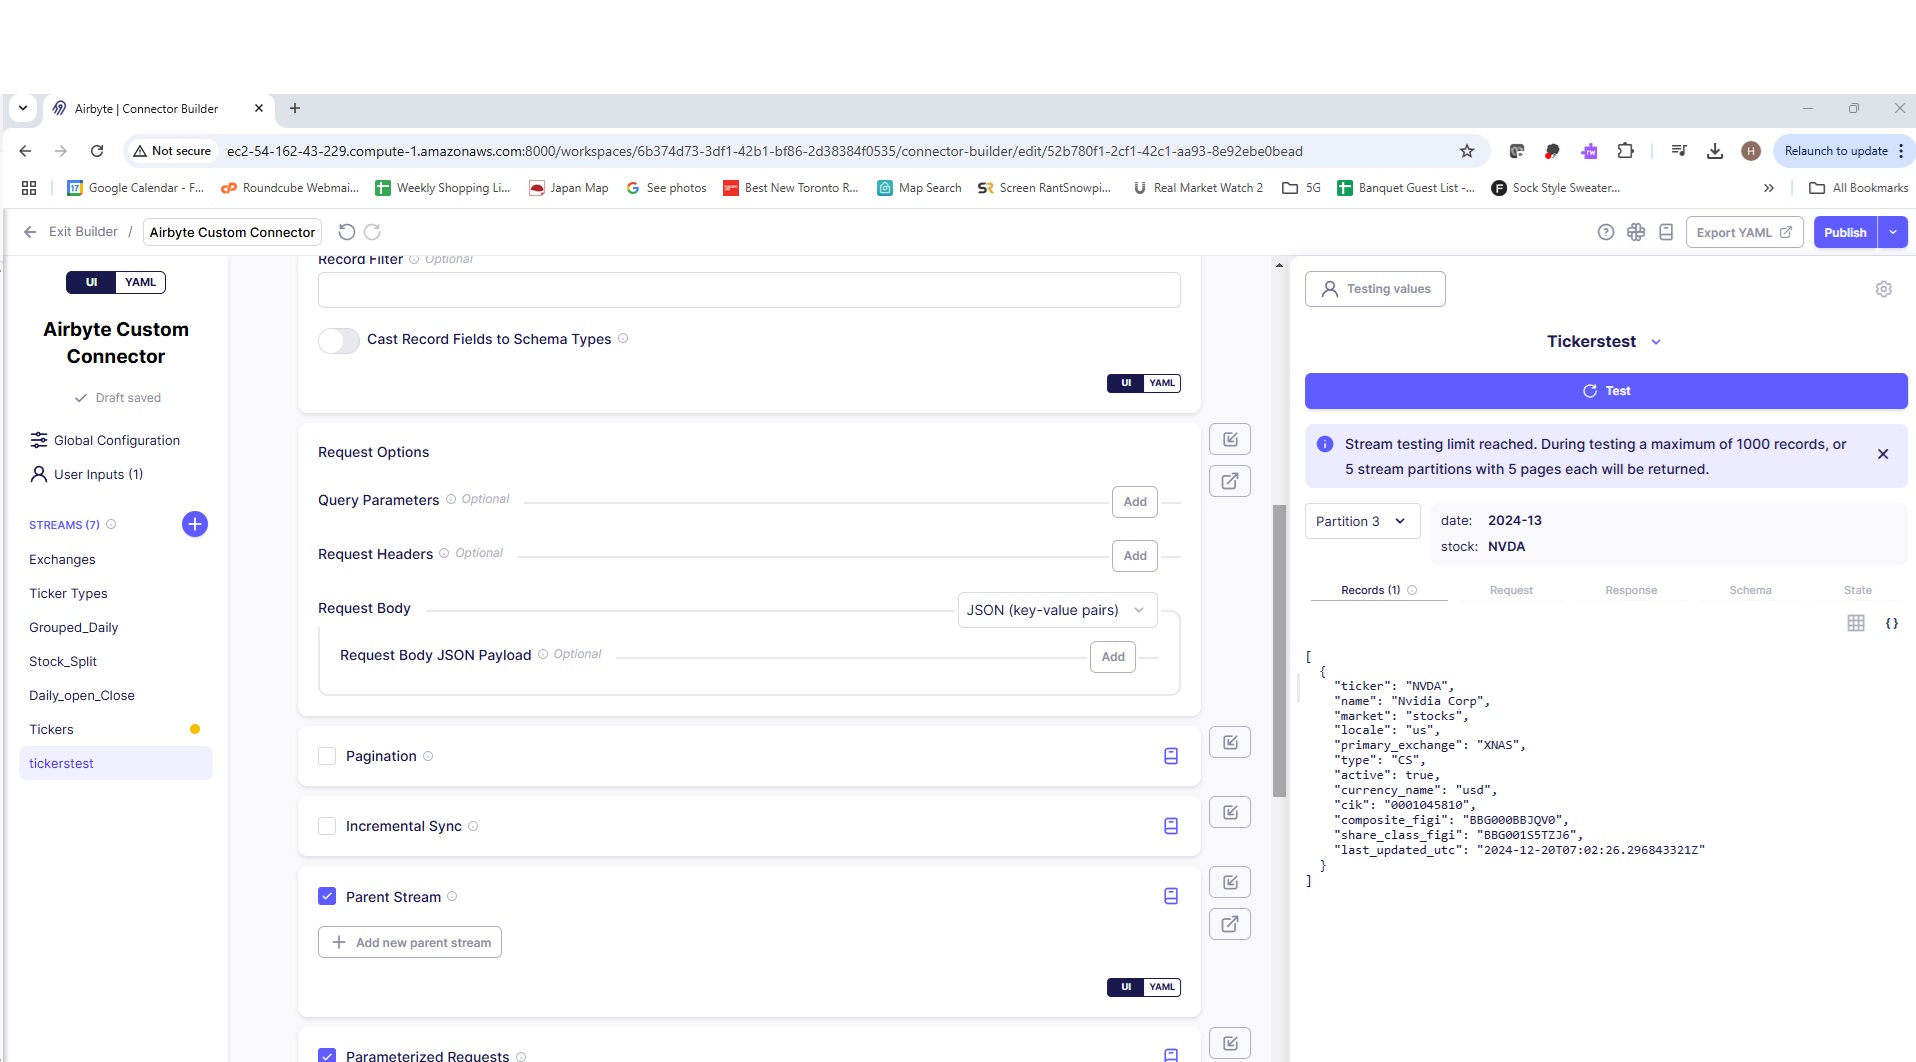 Airbyte | Connector Builder
Not secure
ec2-54-162-43-229.compute-1.amazonaws.com:8000/workspaces/6b374d73-3df1-42b1-bf86-2d38384f0535/connector-builder/edit/52b780f1-2cf1-42c1-aa93-8e92ebe0bead
H
Relaunch to update
Google Calendar - F...
Roundcube Webmai...
Weekly Shopping Li...
Japan Map
See photos
Best New Toronto R...
Map Search
Screen RantSnowpi...
Real Market Watch 2
5G
Banquet Guest List -...
Sock Style Sweater...
All Bookmarks
Exit Builder / Airbyte Custom Connector
Export YAML
Publish
UI YAML
Airbyte Custom
Connector
Draft saved
Global Configuration
User Inputs (1)
STREAMS (7)
Exchanges
Ticker Types
Grouped_Daily
Stock_Split
Daily_open_Close
Tickers
tickerstest
Record Filter Optional
Cast Record Fields to Schema Types
UI YAML
Request Options
Query Parameters Optional Add
Request Headers Optional Add
Request Body JSON (key-value pairs)
Request Body JSON Payload Optional Add
Pagination
Incremental Sync
Parent Stream
Add new parent stream
UI YAML
Parameterized Requests
Testing values
Tickerstest
Test
Stream testing limit reached. During testing a maximum of 1000 records, or
5 stream partitions with 5 pages each will be returned.
Partition 3
date: 2024-13
stock: NVDA
Records (1) Request Response Schema State
{}
[
{
"ticker": "NVDA",
"name": "Nvidia Corp",
"market": "stocks",
"locale": "us",
"primary_exchange": "XNAS",
"type": "CS",
"active": true,
"currency_name": "usd",
"cik": "0001045810",
"composite_figi": "BBG000BBJQV0",
"share_class_figi": "BBG001S5TZJ6",
"last_updated_utc": "2024-12-20T07:02:26.296843321Z"
}
]